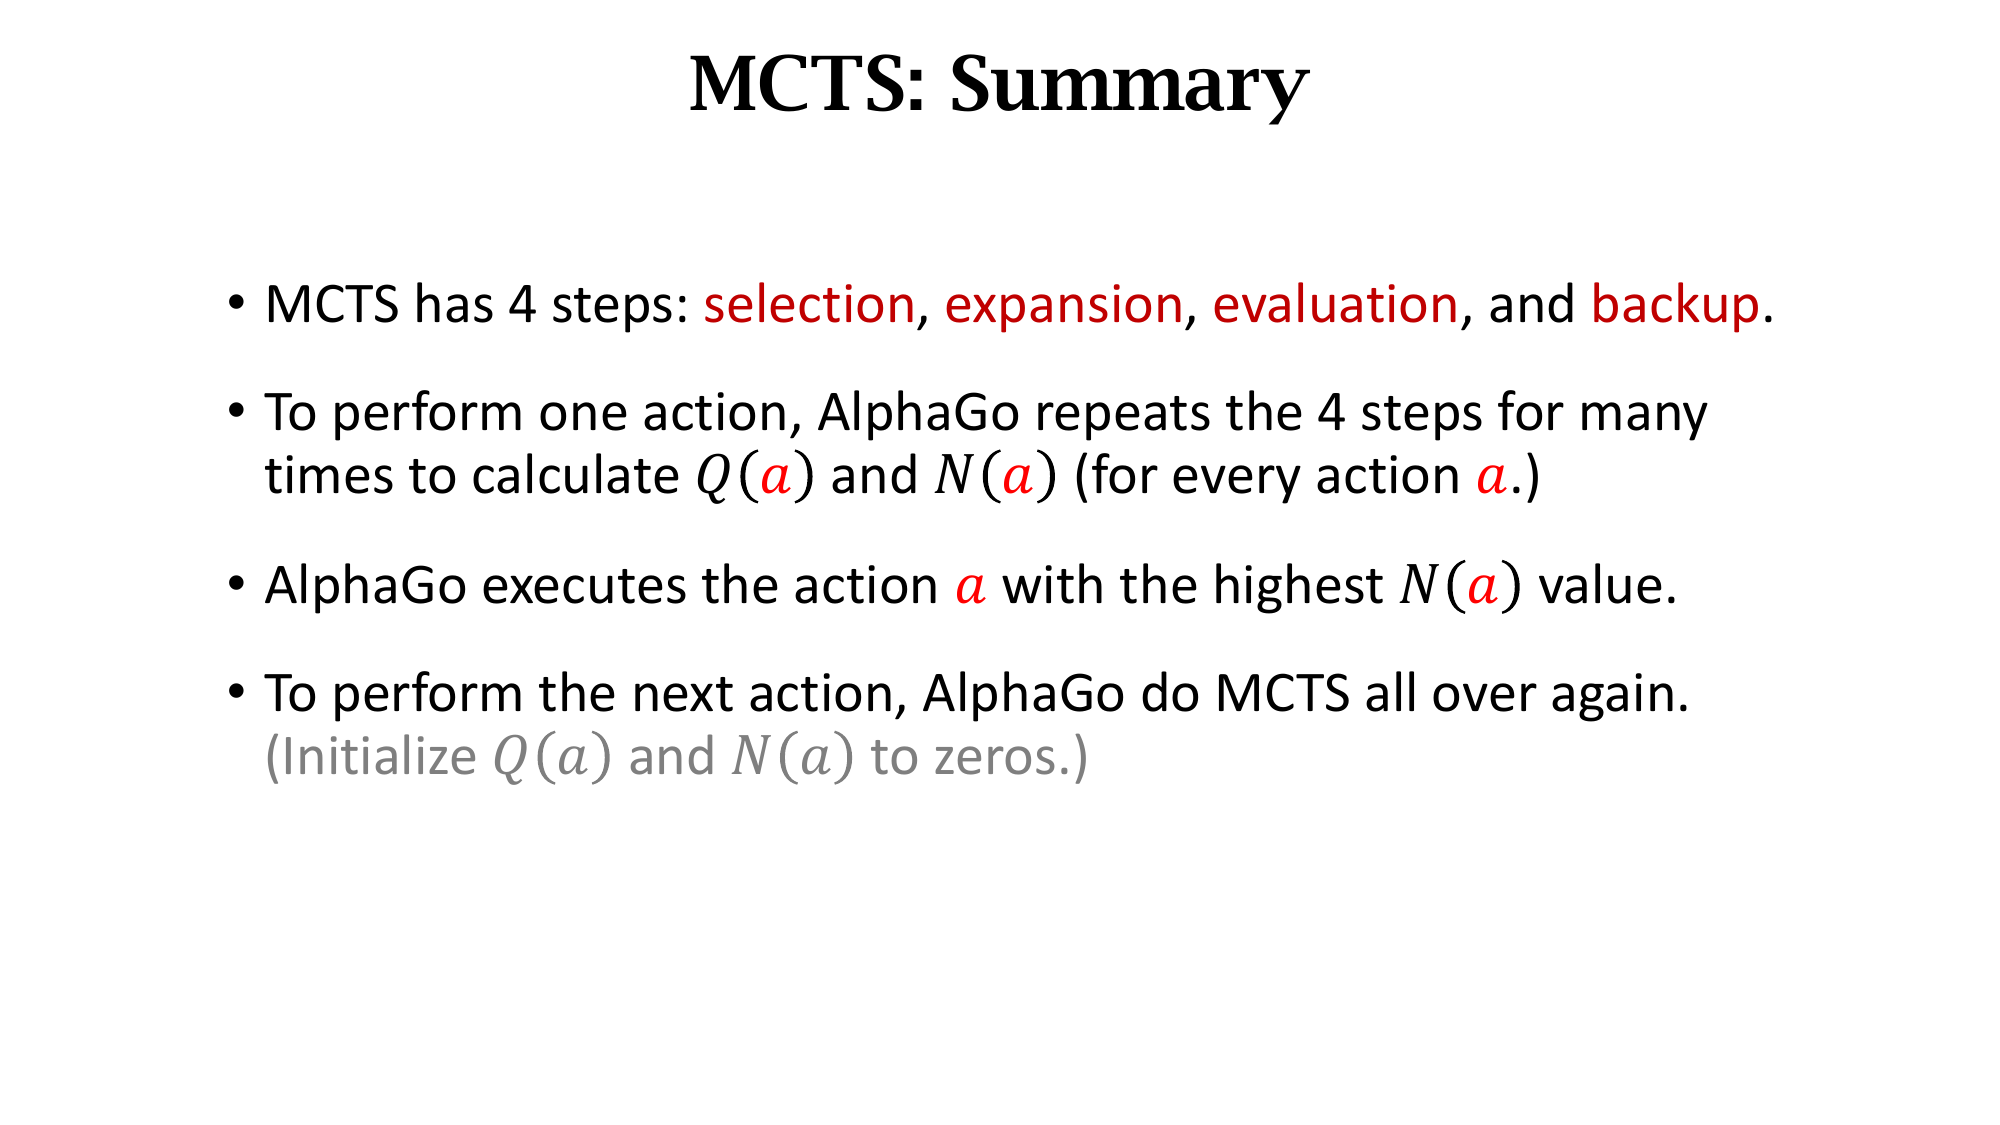 MCTS: Summary
• MCTS has 4 steps: selection, expansion, evaluation, and backup.
• To perform one action, AlphaGo repeats the 4 steps for many
times to calculate Q(a) and N(a) (for every action a.)
• AlphaGo executes the action a with the highest N(a) value.
• To perform the next action, AlphaGo do MCTS all over again.
(Initialize Q(a) and N(a) to zeros.)